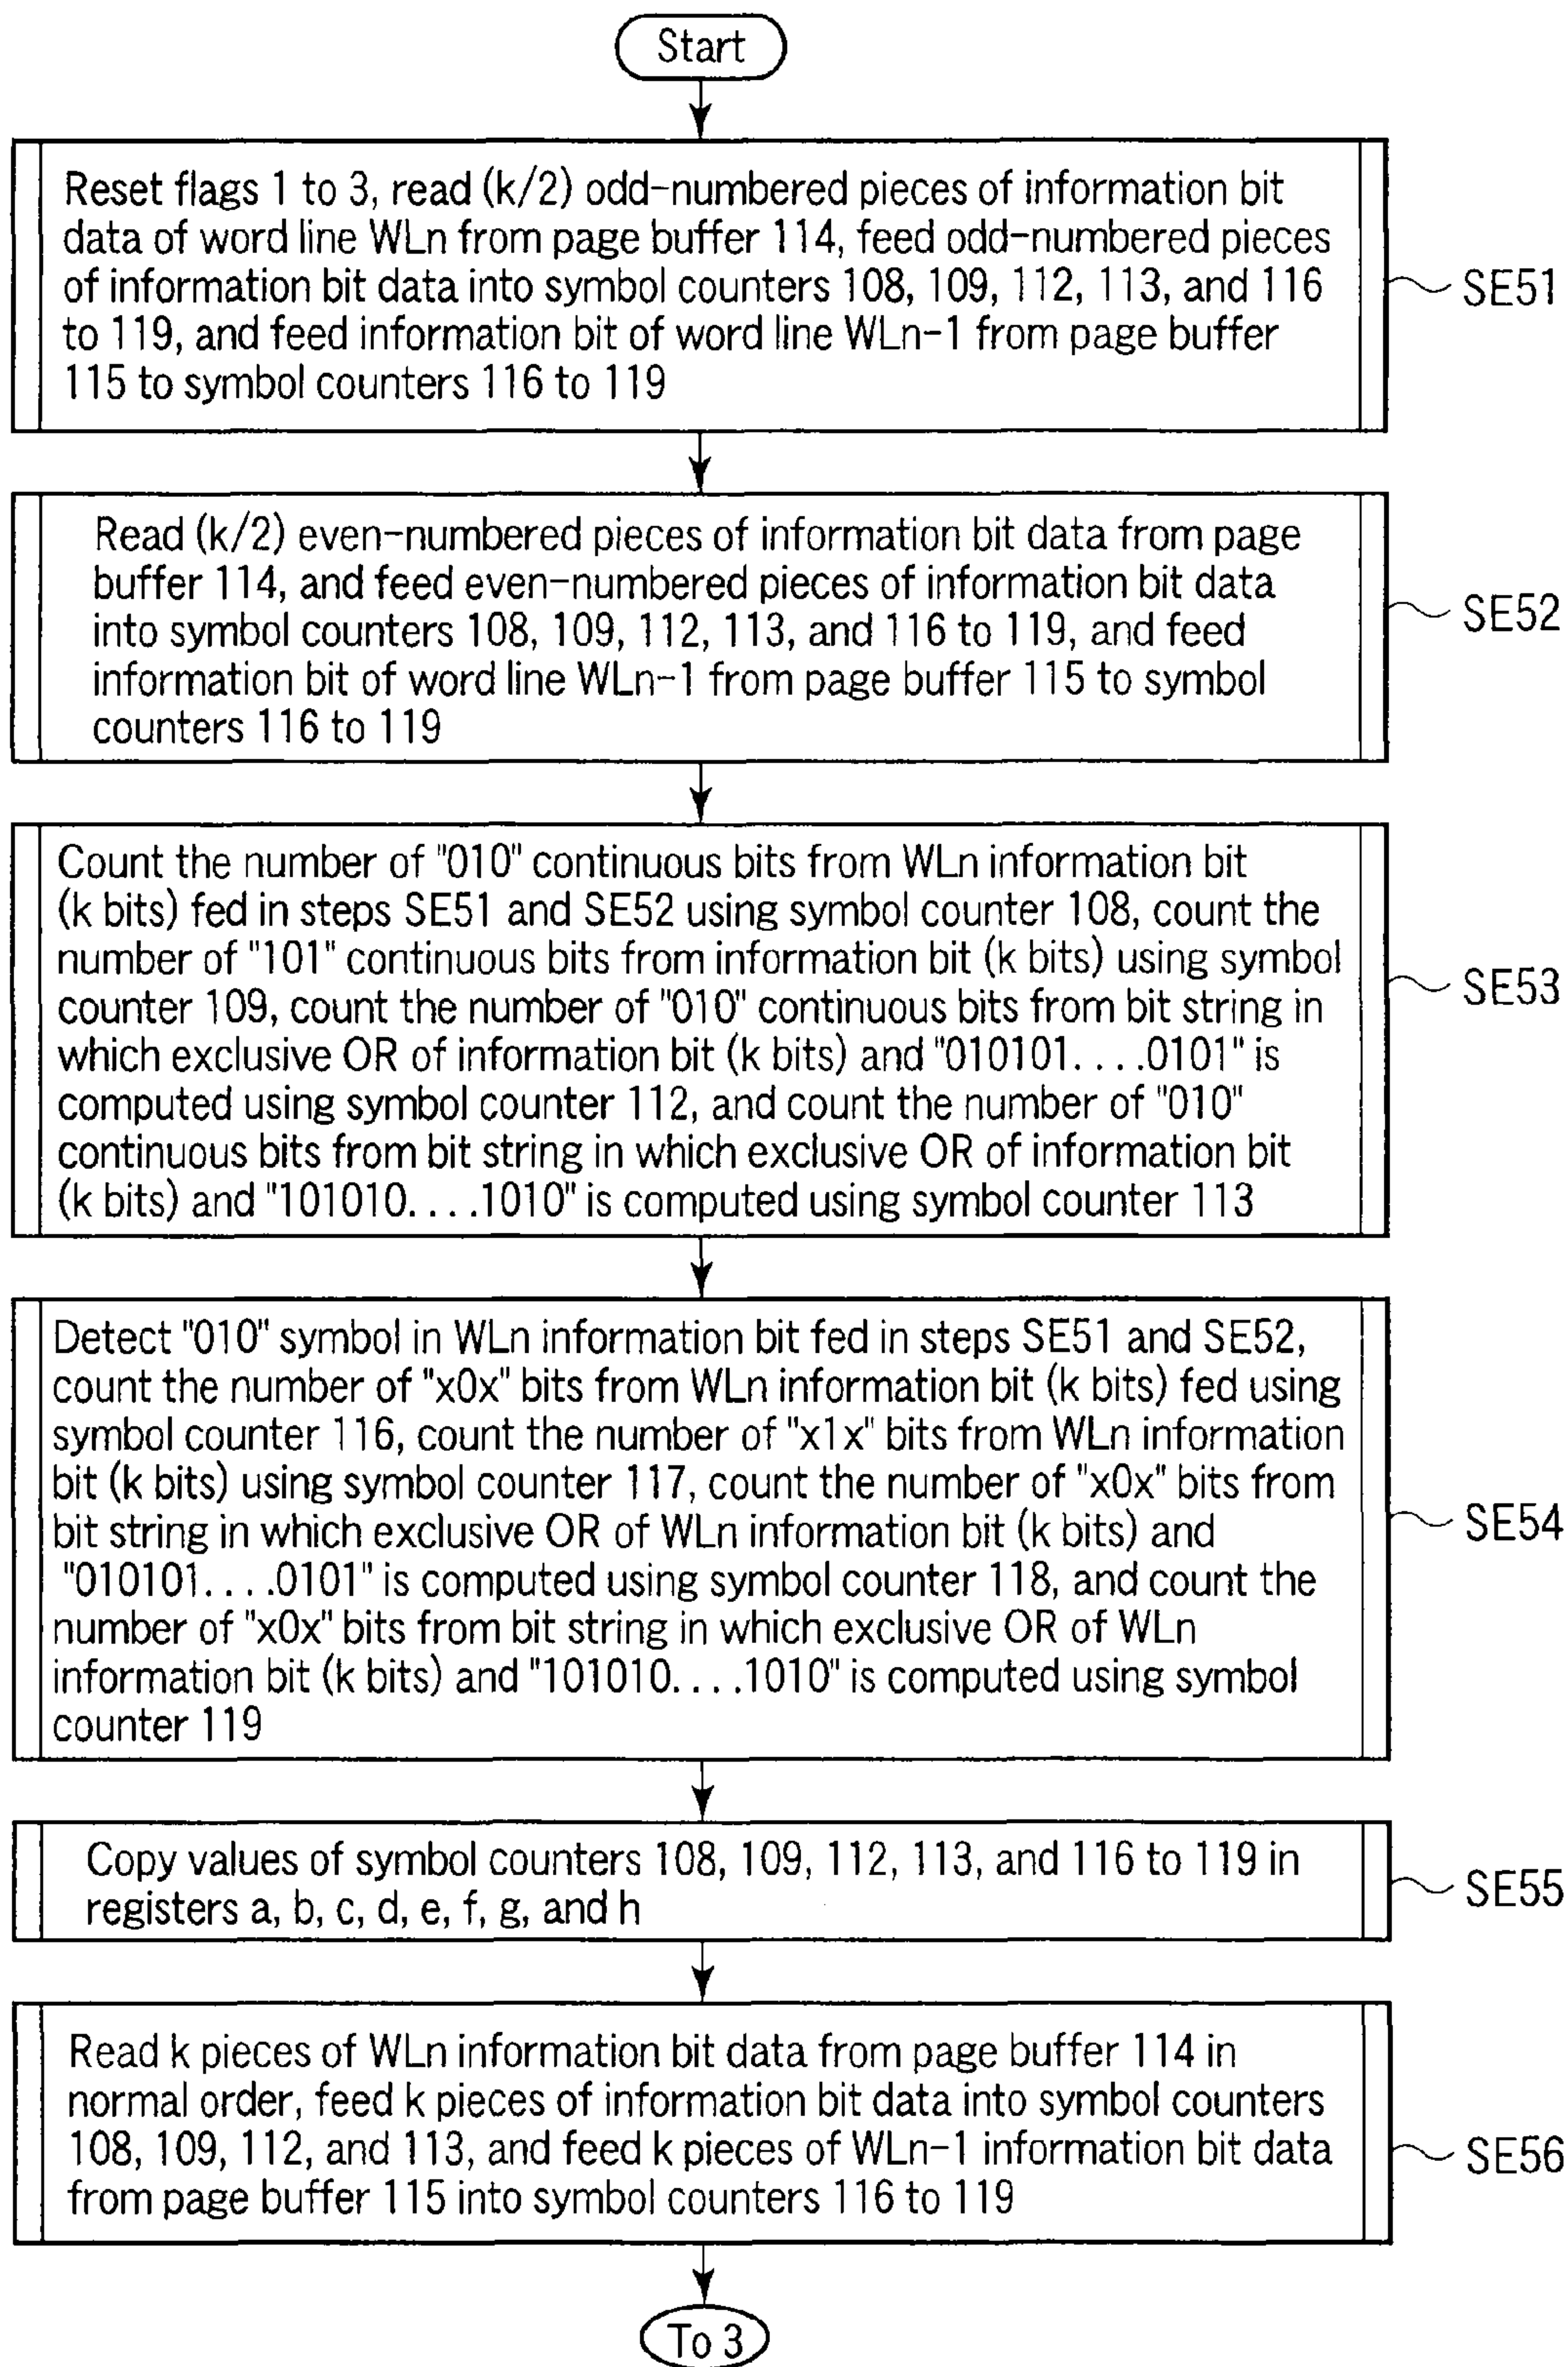 Start
Reset flags 1 to 3, read (k/2) odd-numbered pieces of information bit
data of word line WLn from page buffer 114, feed odd-numbered pieces
of information bit data into symbol counters 108, 109, 112, 113, and 116
to 119, and feed information bit of word line WLn-1 from page buffer
115 to symbol counters 116 to 119
SE51
Read (k/2) even-numbered pieces of information bit data from page
buffer 114, and feed even-numbered pieces of information bit data
into symbol counters 108, 109, 112, 113, and 116 to 119, and feed
information bit of word line WLn-1 from page buffer 115 to symbol
counters 116 to 119
SE52
Count the number of "010" continuous bits from WLn information bit
(k bits) fed in steps SE51 and SE52 using symbol counter 108, count the
number of "101" continuous bits from information bit (k bits) using symbol
counter 109, count the number of "010" continuous bits from bit string in
which exclusive OR of information bit (k bits) and "010101....0101" is
computed using symbol counter 112, and count the number of "010"
continuous bits from bit string in which exclusive OR of information bit
(k bits) and "101010....1010" is computed using symbol counter 113
SE53
Detect "010" symbol in WLn information bit fed in steps SE51 and SE52,
count the number of "x0x" bits from WLn information bit (k bits) fed using
symbol counter 116, count the number of "x1x" bits from WLn information
bit (k bits) using symbol counter 117, count the number of "x0x" bits from
bit string in which exclusive OR of WLn information bit (k bits) and
"010101....0101" is computed using symbol counter 118, and count the
number of "x0x" bits from bit string in which exclusive OR of WLn
information bit (k bits) and "101010....1010" is computed using symbol
counter 119
SE54
Copy values of symbol counters 108, 109, 112, 113, and 116 to 119 in
registers a, b, c, d, e, f, g, and h
SE55
Read k pieces of WLn information bit data from page buffer 114 in
normal order, feed k pieces of information bit data into symbol counters
108, 109, 112, and 113, and feed k pieces of WLn-1 information bit data
from page buffer 115 into symbol counters 116 to 119
SE56
To 3